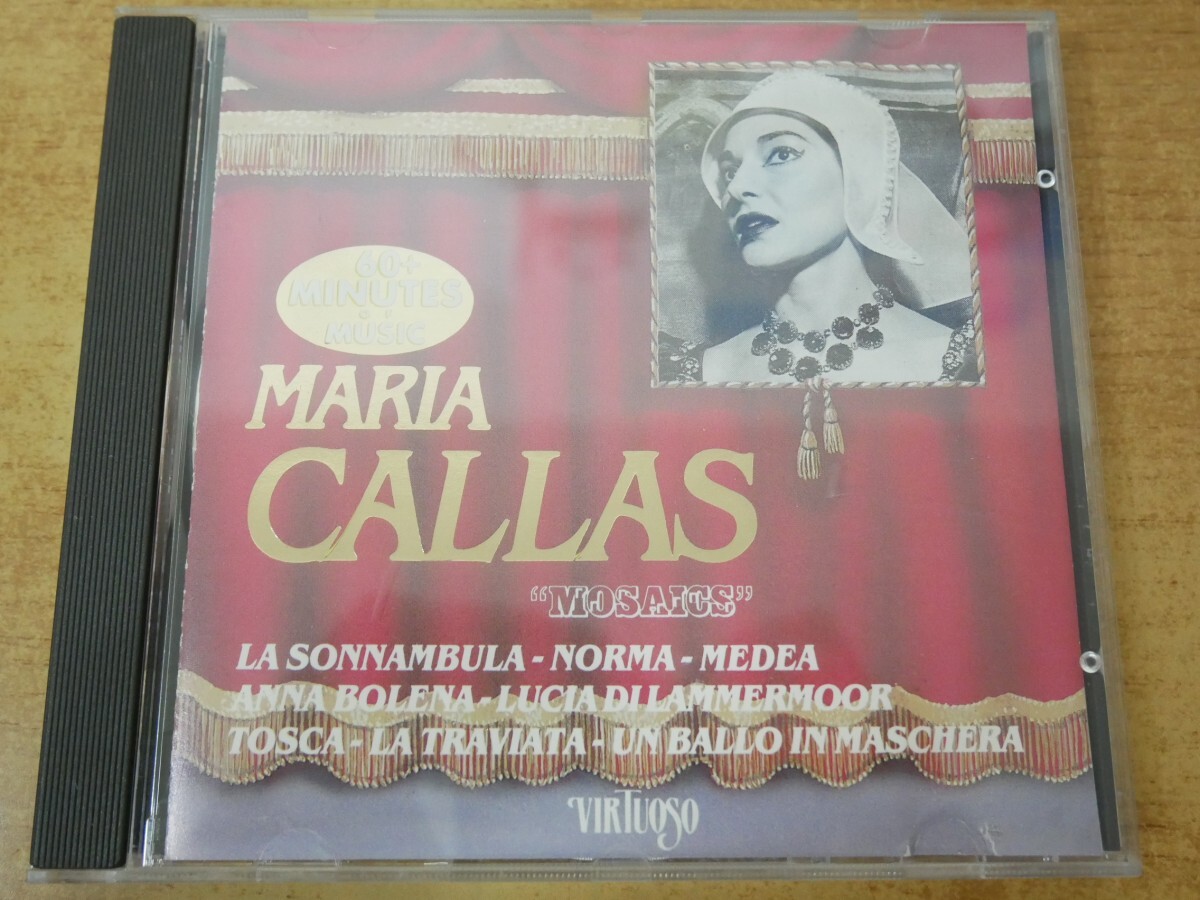 60+
MINUTES
OF
MUSIC
MARIA
CALLAS
“MOSAICS”
LA SONNAMBULA - NORMA - MEDEA
ANNA BOLENA - LUCIA DI LAMMERMOOR
TOSCA - LA TRAVIATA - UN BALLO IN MASCHERA
VIRTUOSO